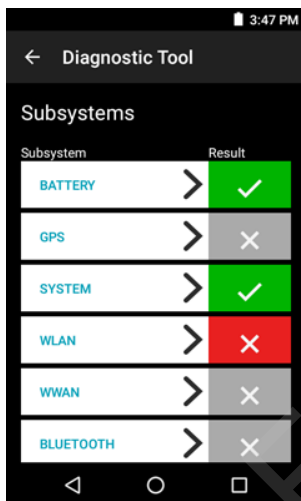 3:47 PM
Diagnostic Tool
Subsystems
Subsystem Result
BATTERY
GPS
SYSTEM
WLAN
WWAN
BLUETOOTH